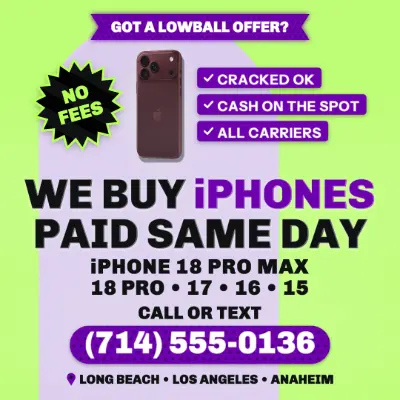 GOT A LOWBALL OFFER?
NO
FEES
✓ CRACKED OK
✓ CASH ON THE SPOT
✓ ALL CARRIERS
WE BUY iPHONES
PAID SAME DAY
iPHONE 18 PRO MAX
18 PRO • 17 • 16 • 15
CALL OR TEXT
(714) 555-0136
LONG BEACH • LOS ANGELES • ANAHEIM